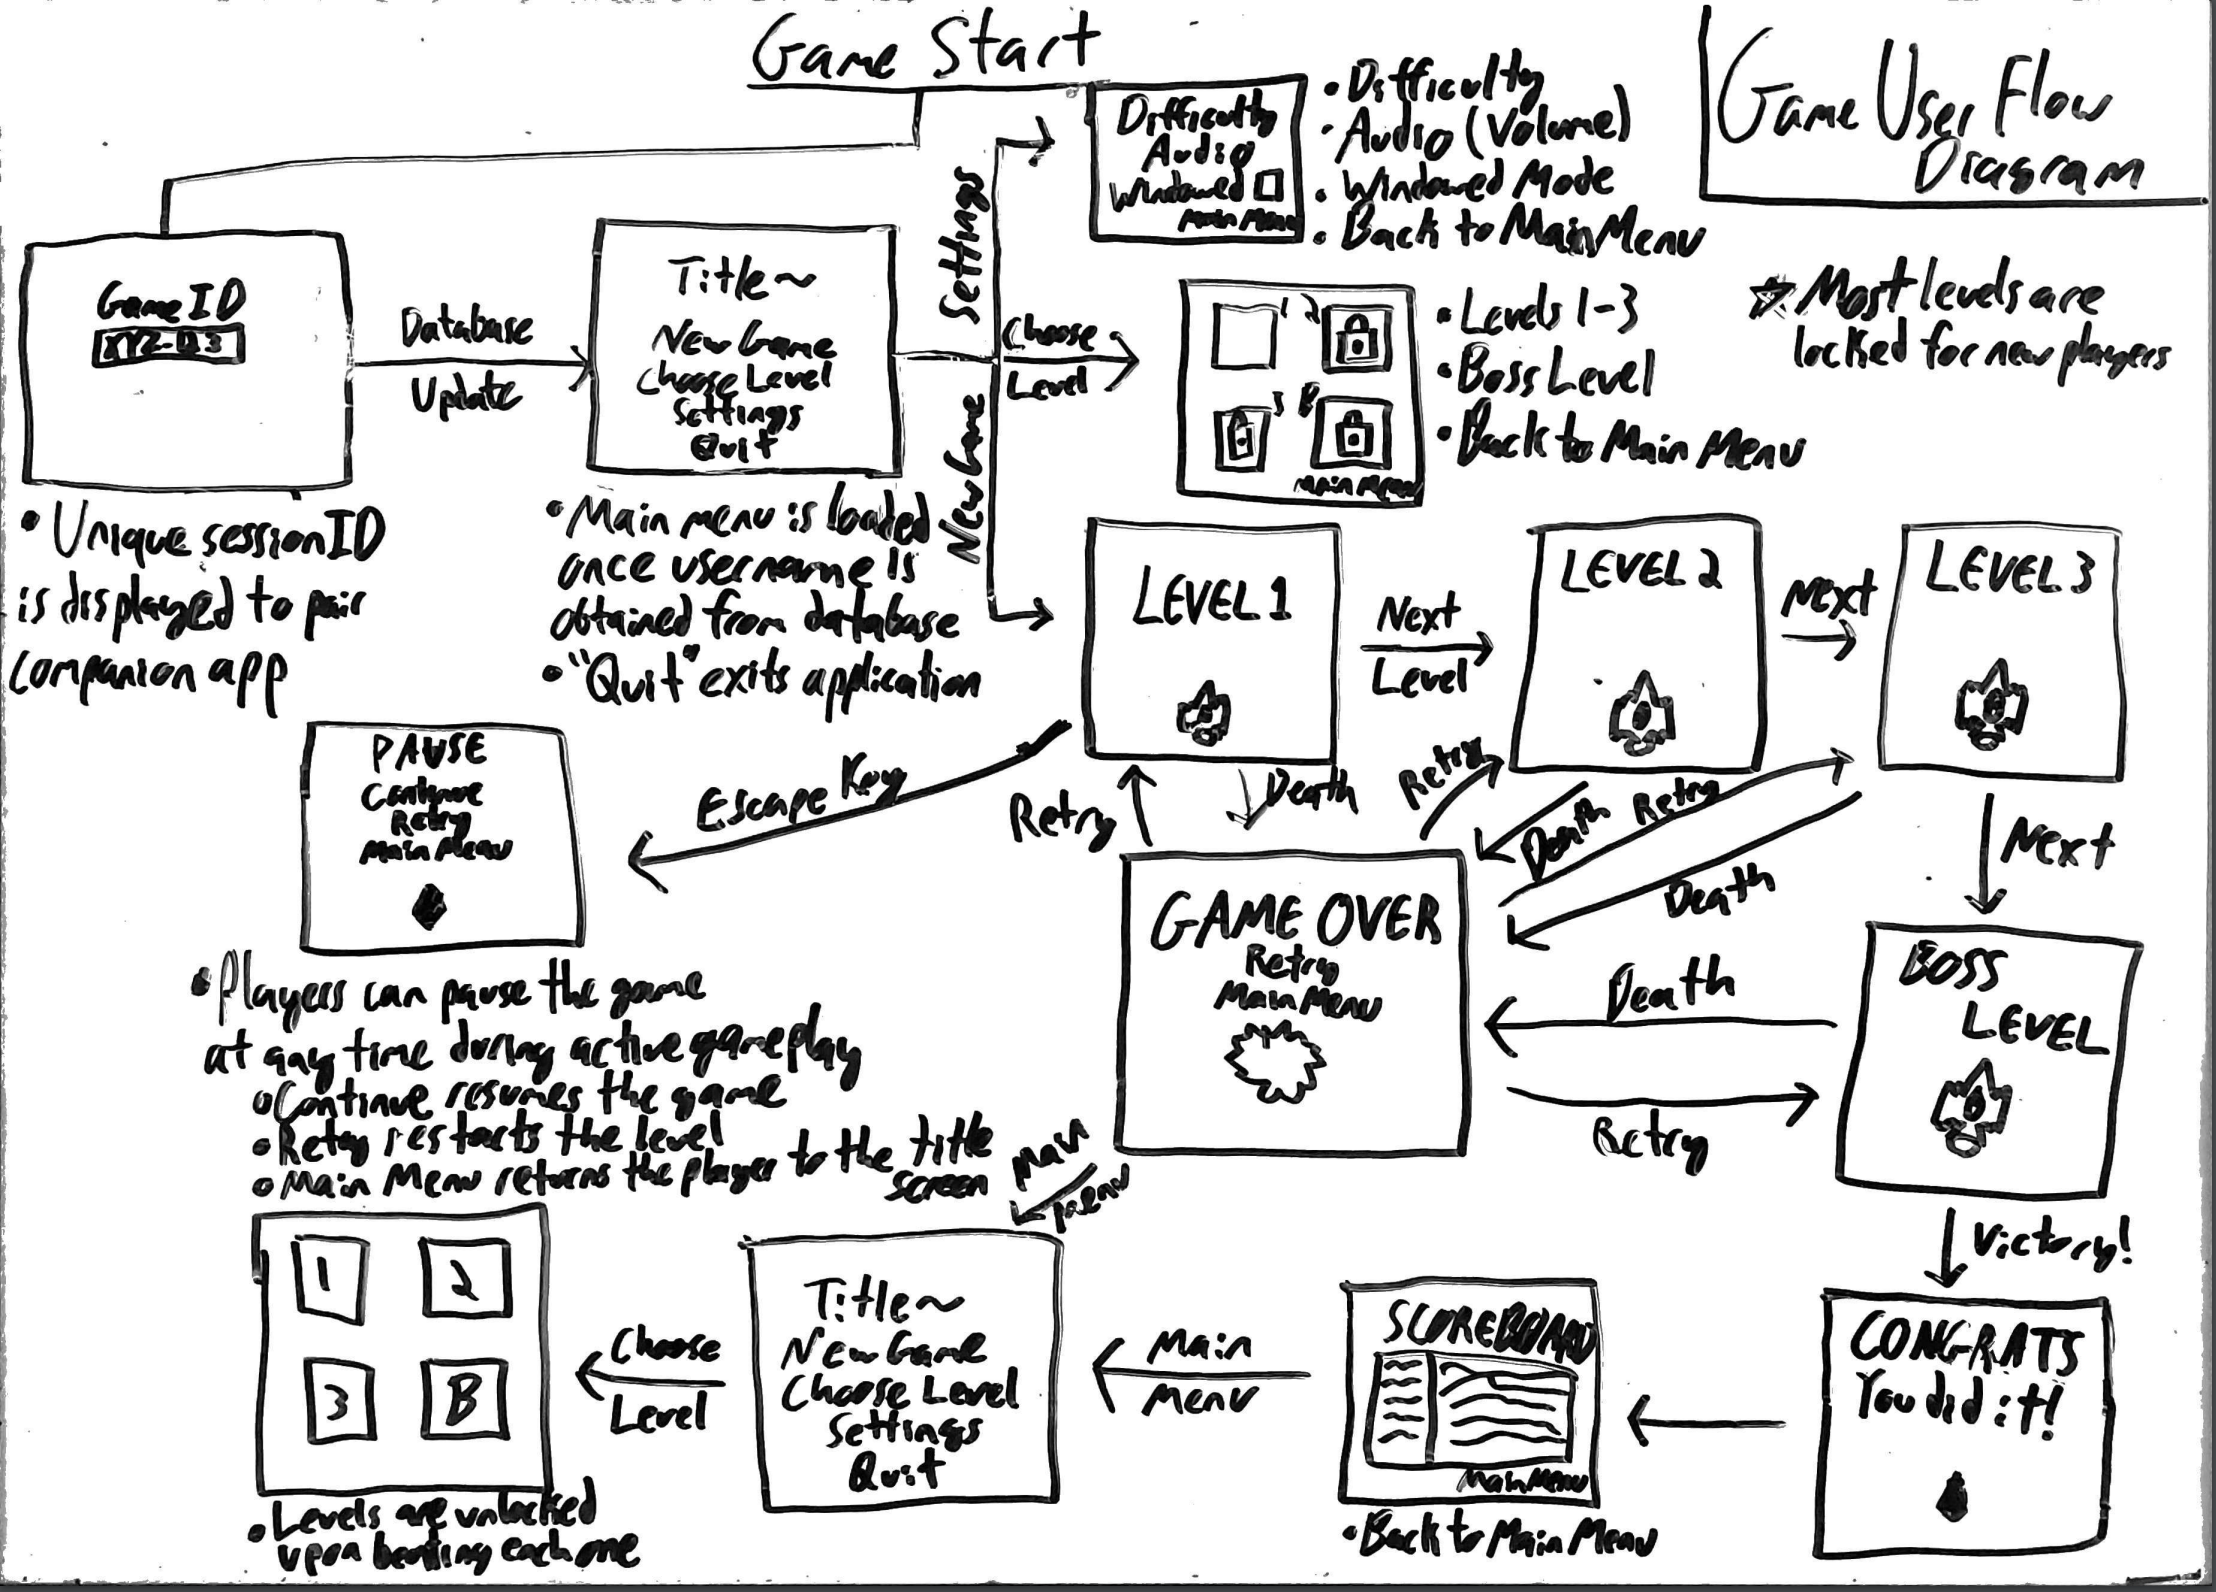 Game Start
Game User Flow
Diagram
Difficulty
Audio
Windowed
Main Menu
• Difficulty
• Audio (Volume)
• Windowed Mode
• Back to Main Menu
Game ID
Database
Update
Title~
New Game
Choose Level
Settings
Quit
Settings
Choose
Level
New Game
1 2
3 B
Main Menu
• Levels 1-3
• Boss Level
• Back to Main Menu
☆ Most levels are
locked for new players
• Unique session ID
is displayed to pair
companion app
• Main menu is loaded
once username is
obtained from database
• "Quit" exits application
LEVEL 1
Next
Level
LEVEL 2
Next
LEVEL 3
PAUSE
Continue
Retry
Main Menu
Escape Key
Retry
Death
Retry
Death
Retry
Death
Next
GAME OVER
Retry
Main Menu
Death
Retry
BOSS
LEVEL
• Players can pause the game
at any time during active gameplay
• Continue resumes the game
• Retry restarts the level
• Main Menu returns the player to the title
screen
Main
Menu
Victory!
1
2
3
B
Choose
Level
Title~
New Game
Choose Level
Settings
Quit
Main
Menu
SCOREBOARD
Main Menu
CONGRATS
You did it!
• Levels are unlocked
upon beating each one
• Back to Main Menu